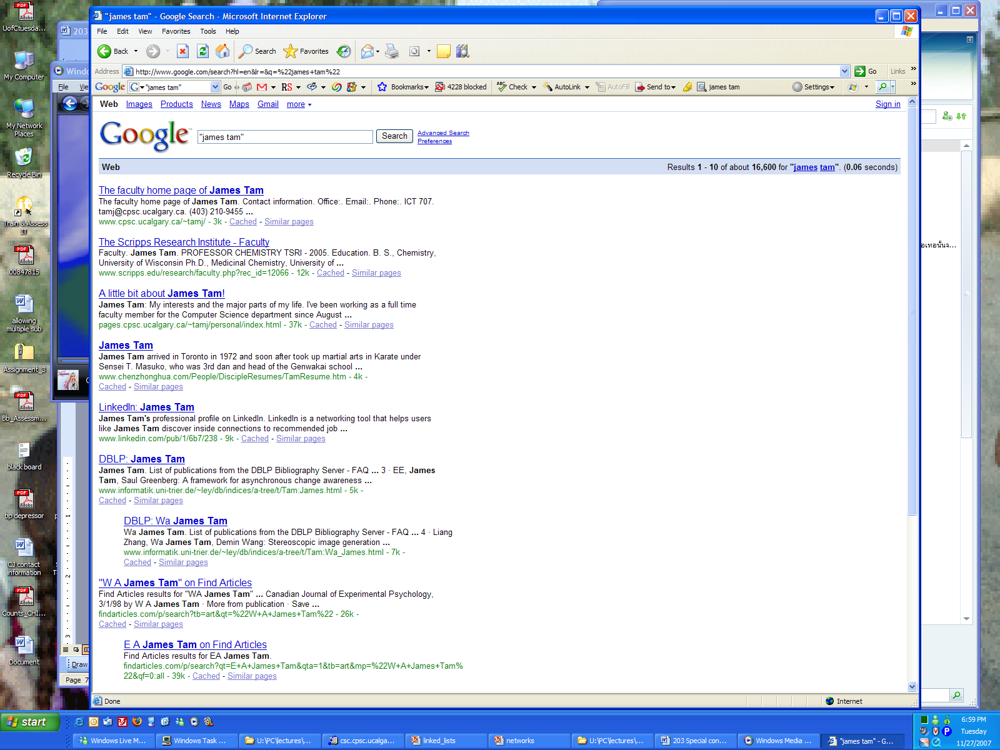 "james tam" - Google Search - Microsoft Internet Explorer
File Edit View Favorites Tools Help
Back Search Favorites
Address http://www.google.com/search?hl=en&lr=&q=%22james+tam%22 Go Links
Google "james tam" Go RS Bookmarks 4228 blocked Check AutoLink AutoFill Send to james tam Settings
Web Images Products News Maps Gmail more Sign in
Google "james tam" Search Advanced Search
Preferences
Web Results 1 - 10 of about 16,600 for "james tam". (0.06 seconds)
The faculty home page of James Tam
The faculty home page of James Tam. Contact information. Office:. Email:. Phone:. ICT 707.
tamj@cpsc.ucalgary.ca. (403) 210-9455 ...
www.cpsc.ucalgary.ca/~tamj/ - 3k - Cached - Similar pages
The Scripps Research Institute - Faculty
Faculty. James Tam. PROFESSOR CHEMISTRY TSRI - 2005. Education. B. S., Chemistry,
University of Wisconsin Ph.D., Medicinal Chemistry, University of ...
www.scripps.edu/research/faculty.php?rec_id=12066 - 12k - Cached - Similar pages
A little bit about James Tam!
James Tam: My interests and the major parts of my life. I've been working as a full time
faculty member for the Computer Science department since August ...
pages.cpsc.ucalgary.ca/~tamj/personal/index.html - 37k - Cached - Similar pages
James Tam
James Tam arrived in Toronto in 1972 and soon after took up martial arts in Karate under
Sensei T. Masuko, who was 3rd dan and head of the Genwakai school ...
www.chenzhonghua.com/People/DiscipleResumes/TamResume.htm - 4k -
Cached - Similar pages
LinkedIn: James Tam
James Tam's professional profile on LinkedIn. LinkedIn is a networking tool that helps users
like James Tam discover inside connections to recommended job ...
www.linkedin.com/pub/1/6b7/238 - 9k - Cached - Similar pages
DBLP: James Tam
James Tam. List of publications from the DBLP Bibliography Server - FAQ ... 3 · EE, James
Tam, Saul Greenberg: A framework for asynchronous change awareness ...
www.informatik.uni-trier.de/~ley/db/indices/a-tree/t/Tam:James.html - 5k -
Cached - Similar pages
DBLP: Wa James Tam
Wa James Tam. List of publications from the DBLP Bibliography Server - FAQ ... 4 · Liang
Zhang, Wa James Tam, Demin Wang: Stereoscopic image generation ...
www.informatik.uni-trier.de/~ley/db/indices/a-tree/t/Tam:Wa_James.html - 7k -
Cached - Similar pages
"W A James Tam" on Find Articles
Find Articles results for "WA James Tam" ... Canadian Journal of Experimental Psychology,
3/1/98 by W A James Tam · More from publication · Save ...
findarticles.com/p/search?tb=art&qt=%22W+A+James+Tam%22 - 26k -
Cached - Similar pages
E A James Tam on Find Articles
Find Articles results for EA James Tam.
findarticles.com/p/search?qt=E+A+James+Tam&qta=1&tb=art&mp=%22W+A+James+Tam%
22&qf=0:all - 39k - Cached - Similar pages
Done Internet
UofCtuesda...
My Computer
My Network
Places
Recycle Bin
Train & Assess
IT
00847815
allowing
multiple sub
Assignment_3
Bb_Assessm...
black board
bp depressor
CJ contact
information
Counts_CHI...
Document
203
Windo
File Vie
Draw
Page 7
start
Windows Live M... Windows Task ... U:\PC\lectures\... csc.cpsc.ucalga... linked_lists networks U:\PC\lectures\... 203 Special con... Windows Media ... "james tam" - G...
6:59 PM
Tuesday
11/27/2007